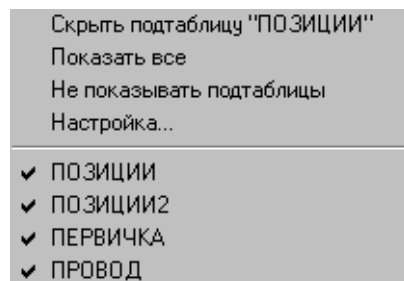 Скрыть подтаблицу "ПОЗИЦИИ"
Показать все
Не показывать подтаблицы
Настройка...
ПОЗИЦИИ
ПОЗИЦИИ2
ПЕРВИЧКА
ПРОВОД